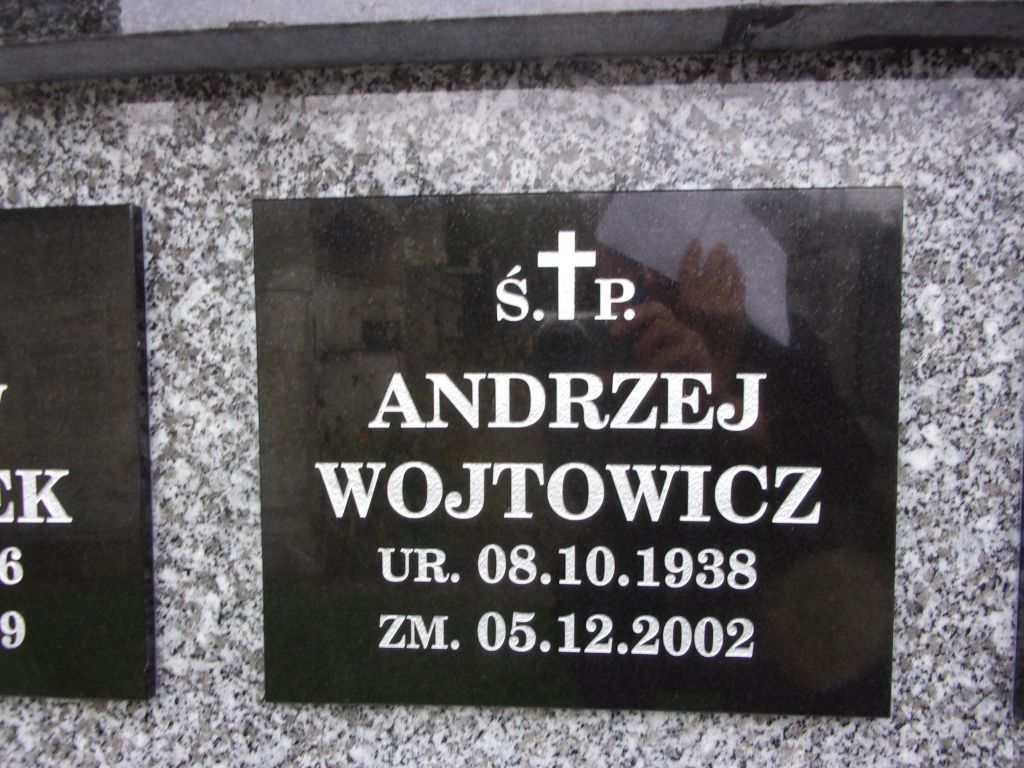 Ś.†P.
ANDRZEJ
WOJTOWICZ
UR. 08.10.1938
ZM. 05.12.2002
EK
6
9